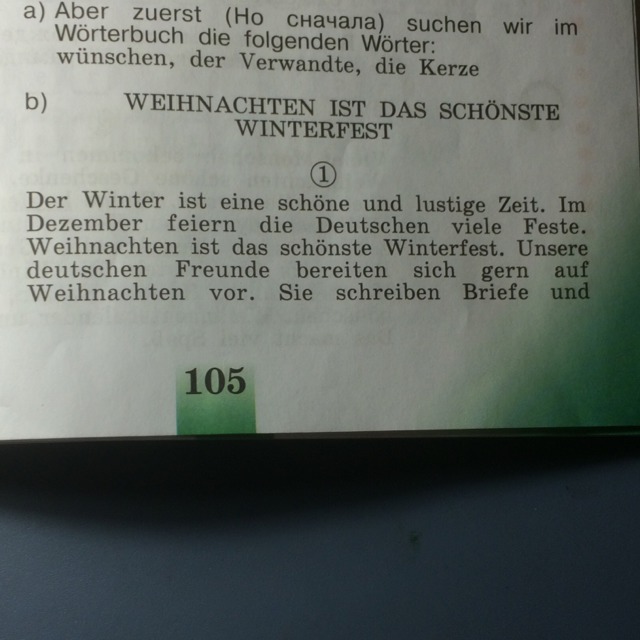 a) Aber zuerst (Но сначала) suchen wir im
Wörterbuch die folgenden Wörter:
wünschen, der Verwandte, die Kerze
b) WEIHNACHTEN IST DAS SCHÖNSTE
WINTERFEST
①
Der Winter ist eine schöne und lustige Zeit. Im
Dezember feiern die Deutschen viele Feste.
Weihnachten ist das schönste Winterfest. Unsere
deutschen Freunde bereiten sich gern auf
Weihnachten vor. Sie schreiben Briefe und
105